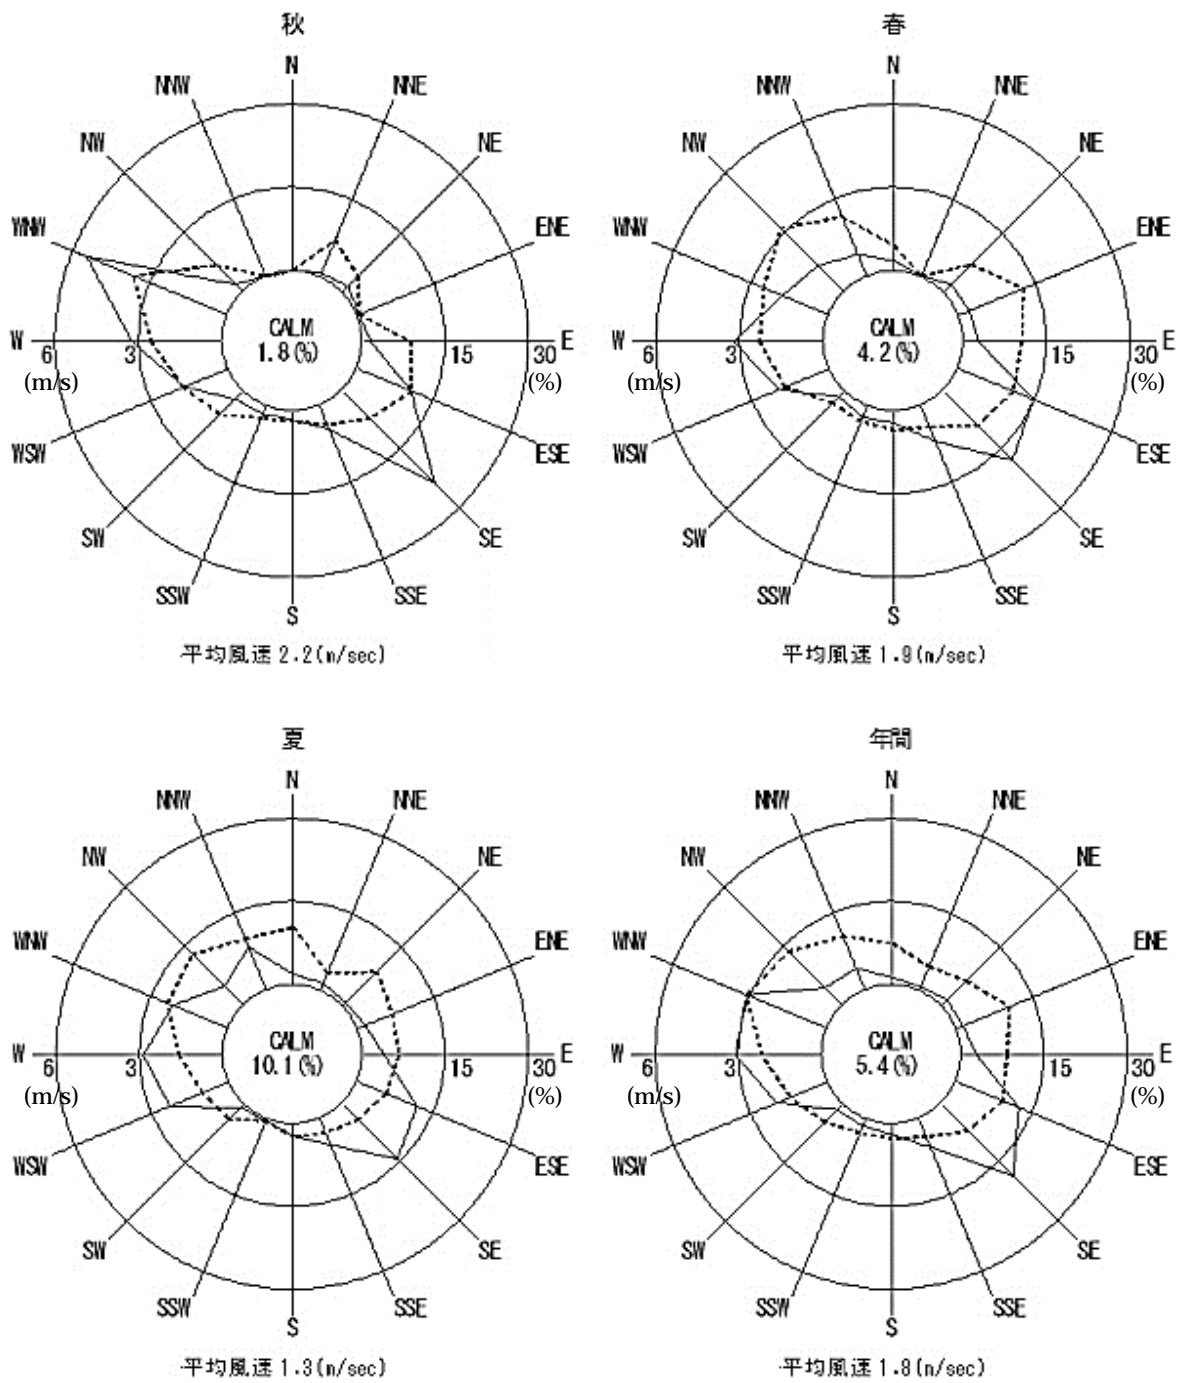 秋
N
NNW
NNE
NW
NE
WNW
ENE
CALM
1.8(%)
W
E
6
3
15
30
(m/s)
(%)
WSW
ESE
SW
SE
SSW
SSE
S
平均風速 2.2(m/sec)
春
N
NNW
NNE
NW
NE
WNW
ENE
CALM
4.2(%)
W
E
6
3
15
30
(m/s)
(%)
WSW
ESE
SW
SE
SSW
SSE
S
平均風速 1.9(m/sec)
夏
N
NNW
NNE
NW
NE
WNW
ENE
CALM
10.1(%)
W
E
6
3
15
30
(m/s)
(%)
WSW
ESE
SW
SE
SSW
SSE
S
平均風速 1.3(m/sec)
年間
N
NNW
NNE
NW
NE
WNW
ENE
CALM
5.4(%)
W
E
6
3
15
30
(m/s)
(%)
WSW
ESE
SW
SE
SSW
SSE
S
平均風速 1.8(m/sec)